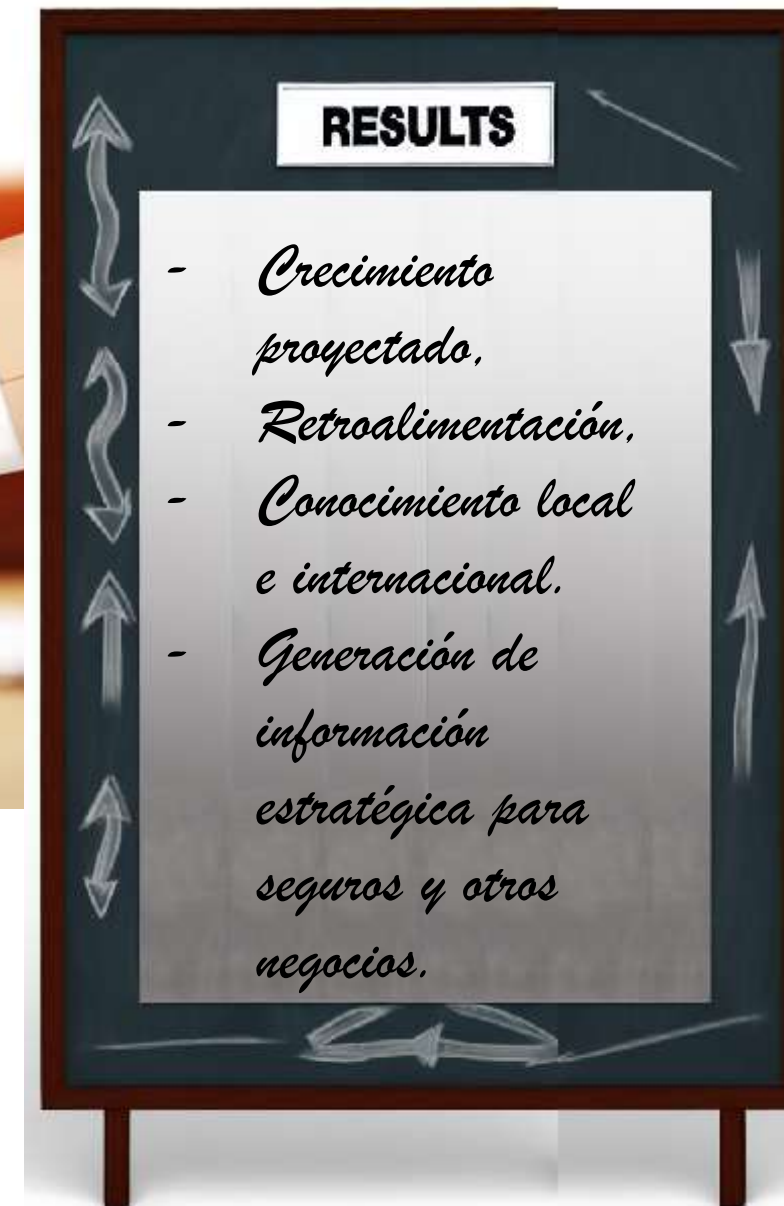 RESULTS
- Crecimiento
proyectado,
- Retroalimentación,
- Conocimiento local
e internacional.
- Generación de
información
estratégica para
seguros y otros
negocios.